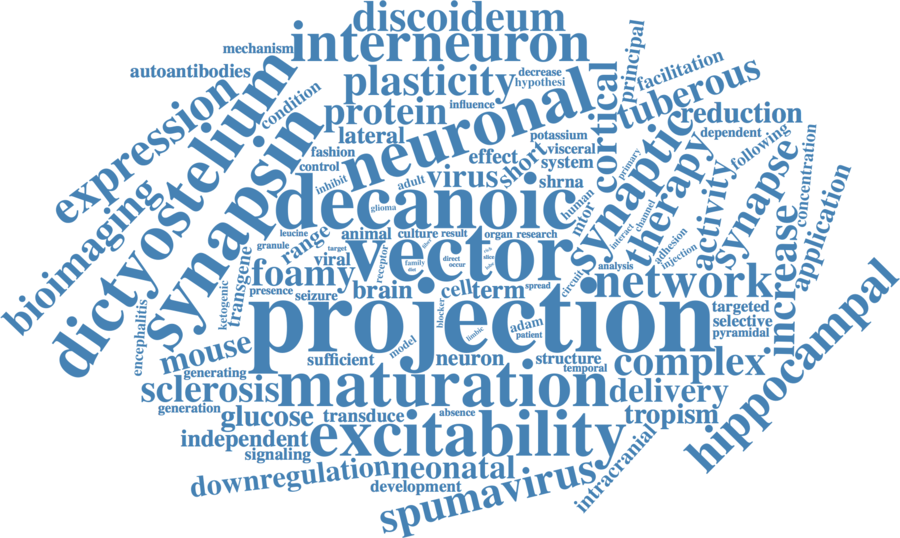 discoideum
mechanism
interneuron
autoantibodies
plasticity
decrease
hypothesi
principal
facilitation
expression
dictyostelium
condition
protein
influence
neuronal
cortical
tuberous
reduction
lateral
potassium
dependent
synapsin
fashion
control
effect
short
visceral
system
synaptic
therapy
following
concentration
inhibit
adult
virus
shrna
primary
activity
synapse
bioimaging
decanoic
glioma
human
mtor
channel
interact
adhesion
injection
application
leucine
range
animal
culture
result
organ
research
granule
target
viral
receptor
fiber
vector
slice
analysis
transgene
foamy
family
direct
occur
circuit
network
increase
ketogenic
presence
seizure
brain
cell
term
spread
projection
targeted
selective
pyramidal
hippocampal
encephalitis
blocker
limbic
adam
patient
mouse
model
sufficient
neuron
structure
temporal
complex
generating
sclerosis
maturation
delivery
generation
glucose
transduce
absence
tropism
independent
excitability
signaling
intracranial
downregulation
neonatal
development
spumavirus